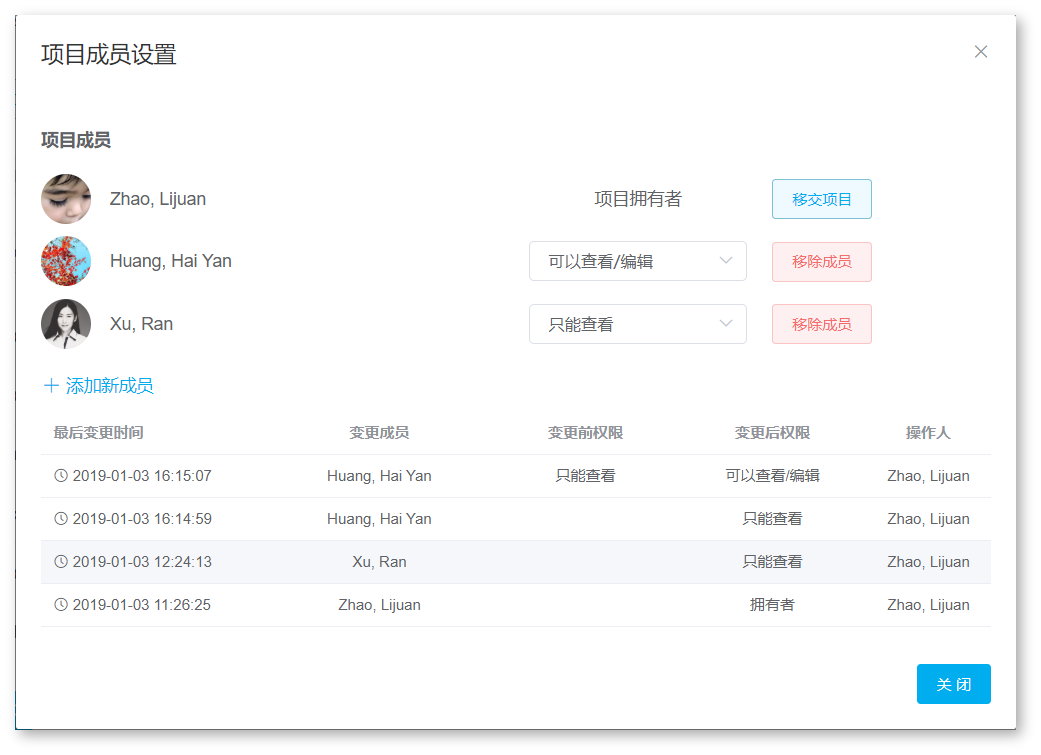 项目成员设置
项目成员
Zhao, Lijuan 项目拥有者 移交项目
Huang, Hai Yan 可以查看/编辑 移除成员
Xu, Ran 只能查看 移除成员
添加新成员
最后变更时间 变更成员 变更前权限 变更后权限 操作人
2019-01-03 16:15:07 Huang, Hai Yan 只能查看 可以查看/编辑 Zhao, Lijuan
2019-01-03 16:14:59 Huang, Hai Yan 只能查看 Zhao, Lijuan
2019-01-03 12:24:13 Xu, Ran 只能查看 Zhao, Lijuan
2019-01-03 11:26:25 Zhao, Lijuan 拥有者 Zhao, Lijuan
关 闭